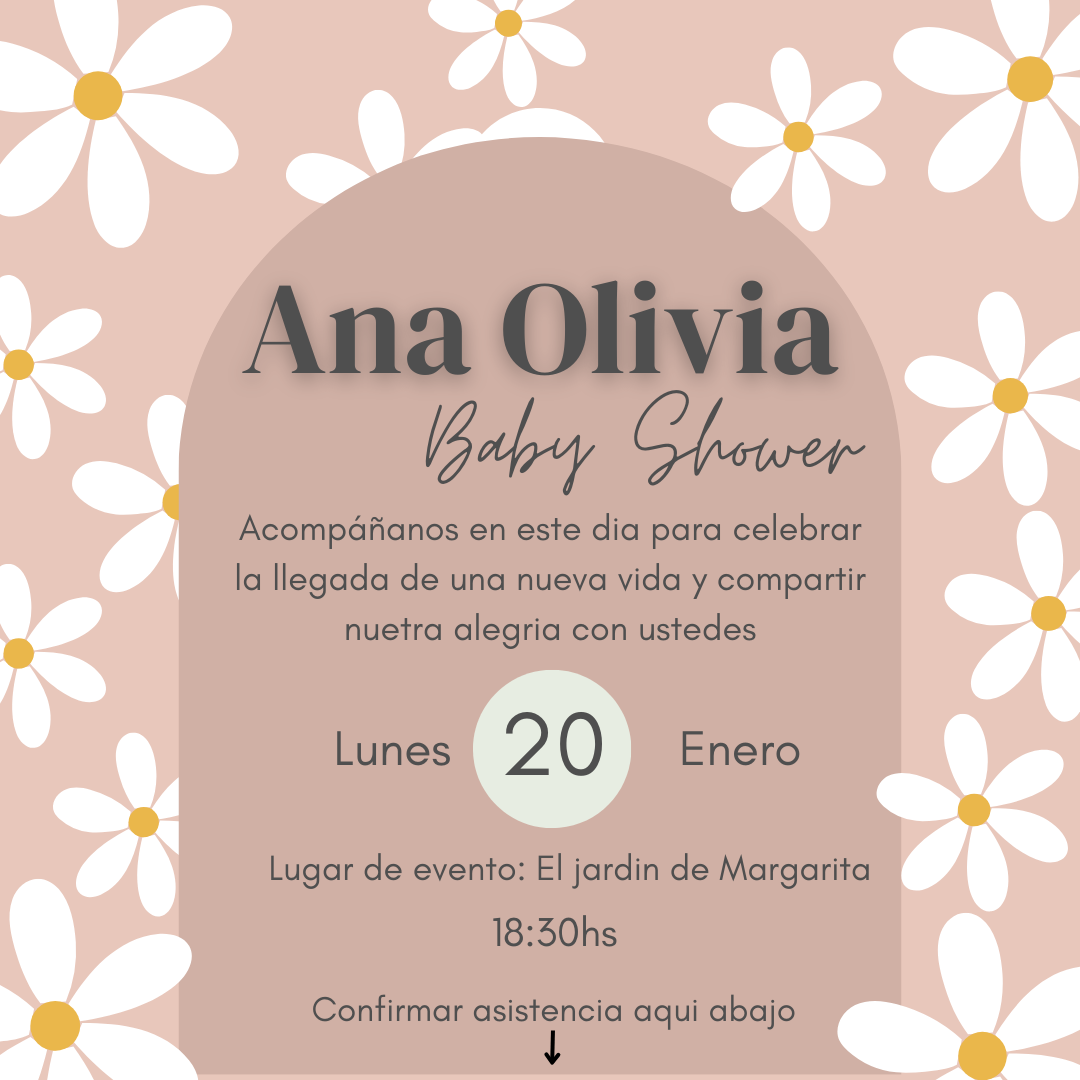 Ana Olivia
Baby Shower
Acompáñanos en este dia para celebrar
la llegada de una nueva vida y compartir
nuetra alegria con ustedes
Lunes 20 Enero
Lugar de evento: El jardin de Margarita
18:30hs
Confirmar asistencia aqui abajo